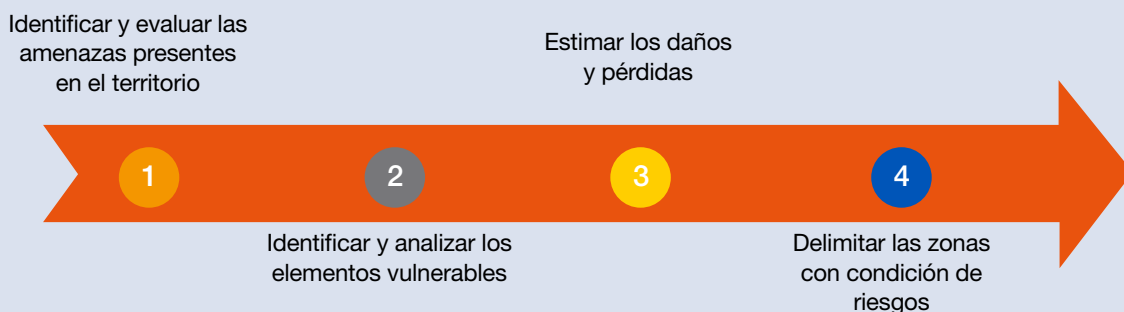 Identificar y evaluar las
amenazas presentes
en el territorio
Estimar los daños
y pérdidas
1
2
3
4
Identificar y analizar los
elementos vulnerables
Delimitar las zonas
con condición de
riesgos